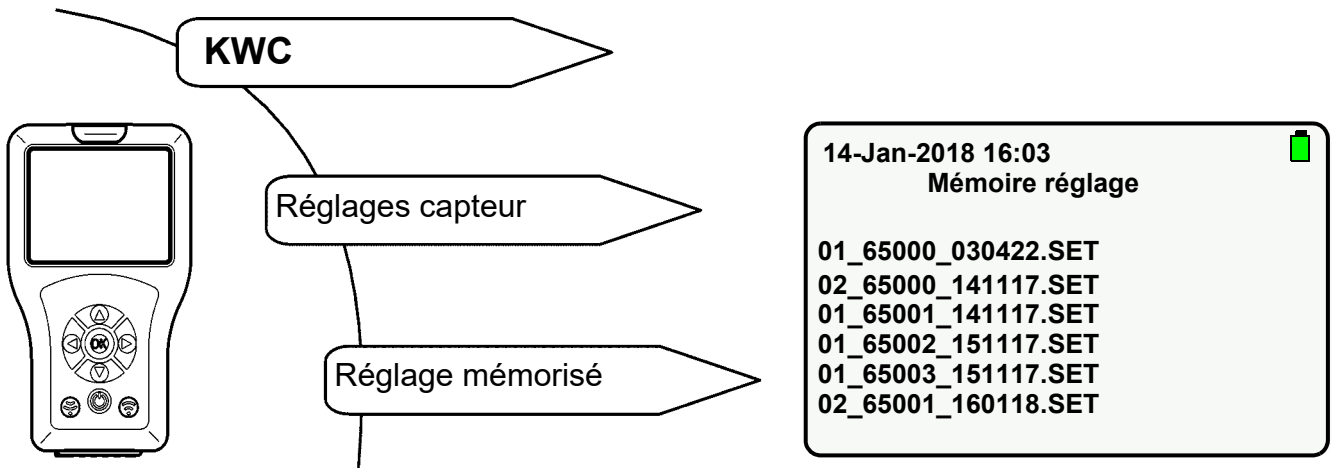 KWC
Réglages capteur
Réglage mémorisé
OK
14-Jan-2018 16:03
Mémoire réglage
01_65000_030422.SET
02_65000_141117.SET
01_65001_141117.SET
01_65002_151117.SET
01_65003_151117.SET
02_65001_160118.SET